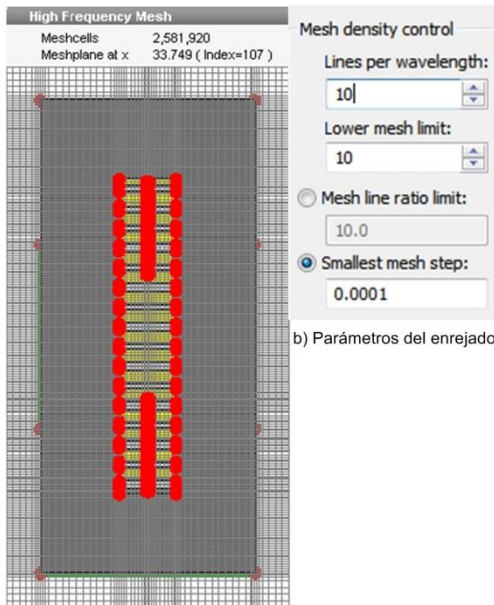 High Frequency Mesh
Meshcells 2,581,920
Meshplane at x 33.749 ( Index=107 )
Mesh density control
Lines per wavelength:
10
Lower mesh limit:
10
Mesh line ratio limit:
10.0
Smallest mesh step:
0.0001
b) Parámetros del enrejado